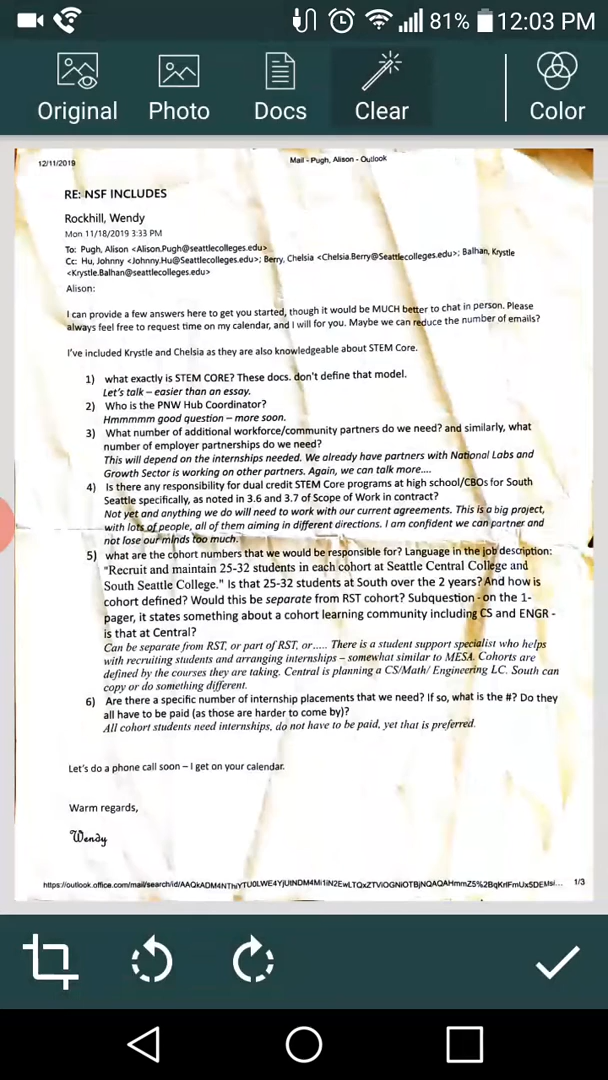 81% 12:03 PM
Original Photo Docs Clear Color
12/11/2019 Mail - Pugh, Alison - Outlook
RE: NSF INCLUDES
Rockhill, Wendy
Mon 11/18/2019 3:33 PM
To: Pugh, Alison <Alison.Pugh@seattlecolleges.edu>
Cc: Hu, Johnny <Johnny.Hu@Seattlecolleges.edu>; Berry, Chelsia <Chelsia.Berry@Seattlecolleges.edu>; Balhan, Krystle
<Krystle.Balhan@seattlecolleges.edu>
Alison:
I can provide a few answers here to get you started, though it would be MUCH better to chat in person. Please
always feel free to request time on my calendar, and I will for you. Maybe we can reduce the number of emails?
I've included Krystle and Chelsia as they are also knowledgeable about STEM Core.
1) what exactly is STEM CORE? These docs. don't define that model.
Let's talk – easier than an essay.
2) Who is the PNW Hub Coordinator?
Hmmmmm good question – more soon.
3) What number of additional workforce/community partners do we need? and similarly, what
number of employer partnerships do we need?
This will depend on the internships needed. We already have partners with National Labs and
Growth Sector is working on other partners. Again, we can talk more....
4) Is there any responsibility for dual credit STEM Core programs at high school/CBOs for South
Seattle specifically, as noted in 3.6 and 3.7 of Scope of Work in contract?
Not yet and anything we do will need to work with our current agreements. This is a big project,
with lots of people, all of them aiming in different directions. I am confident we can partner and
not lose our minds too much.
5) what are the cohort numbers that we would be responsible for? Language in the job description:
"Recruit and maintain 25-32 students in each cohort at Seattle Central College and
South Seattle College." Is that 25-32 students at South over the 2 years? And how is
cohort defined? Would this be separate from RST cohort? Subquestion - on the 1-
pager, it states something about a cohort learning community including CS and ENGR -
is that at Central?
Can be separate from RST, or part of RST, or..... There is a student support specialist who helps
with recruiting students and arranging internships – somewhat similar to MESA. Cohorts are
defined by the courses they are taking. Central is planning a CS/Math/ Engineering LC. South can
copy or do something different.
6) Are there a specific number of internship placements that we need? If so, what is the #? Do they
all have to be paid (as those are harder to come by)?
All cohort students need internships, do not have to be paid, yet that is preferred.
Let's do a phone call soon – I get on your calendar.
Warm regards,
Wendy
1/3